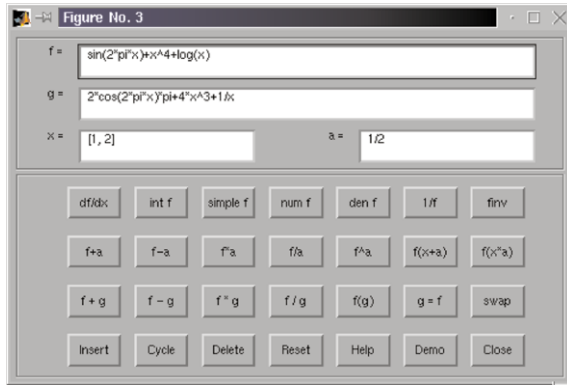 Figure No. 3
f = sin(2*pi*x)+x^4+log(x)
g = 2*cos(2*pi*x)*pi+4*x^3+1/x
x = [1, 2] a = 1/2
df/dx int f simple f num f den f 1/f finv
f+a f-a f*a f/a f^a f(x+a) f(x*a)
f + g f - g f * g f / g f(g) g = f swap
Insert Cycle Delete Reset Help Demo Close